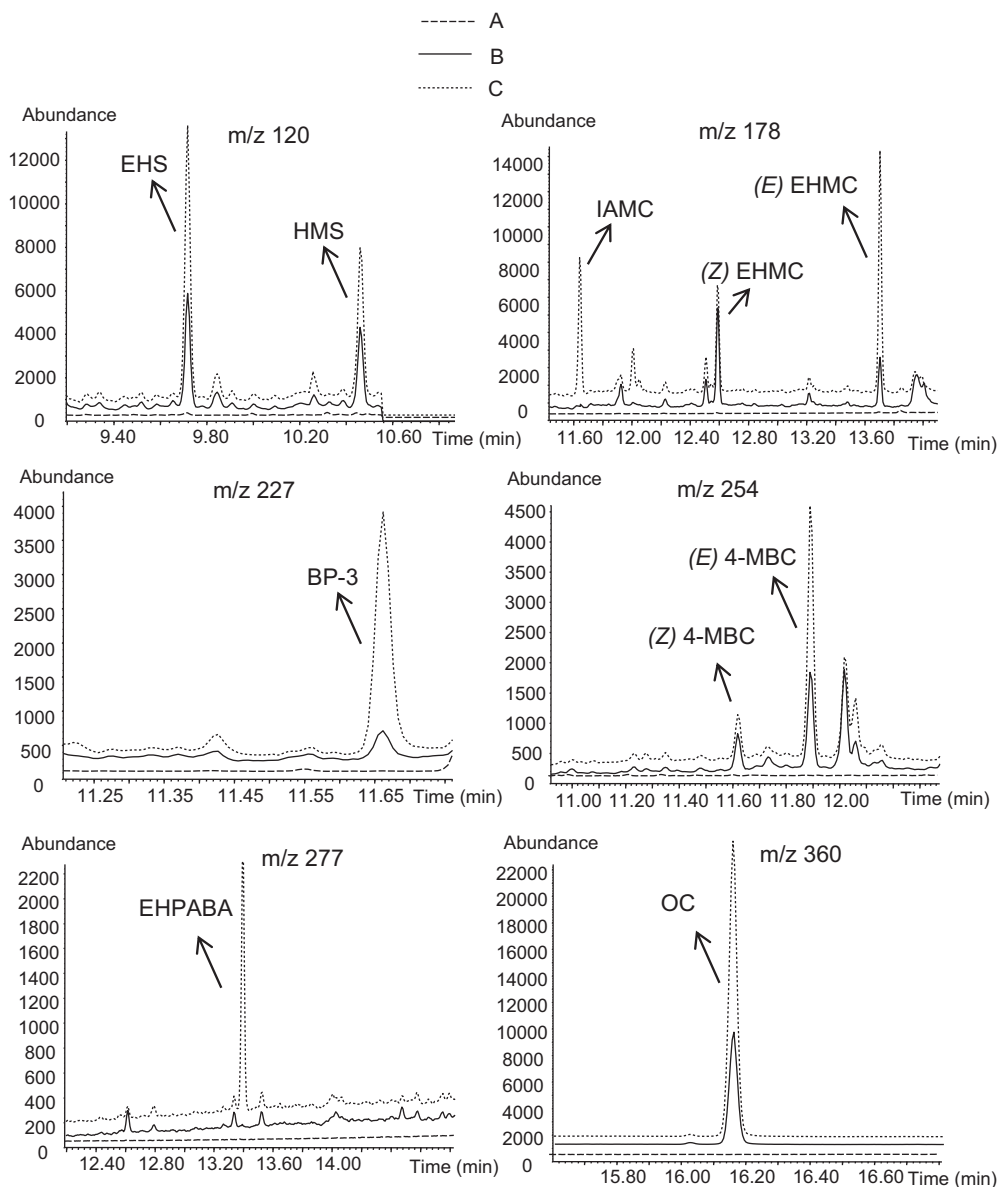 A
B
C
Abundance
m/z 120
12000
10000
8000
6000
4000
2000
0
EHS
HMS
9.40 9.80 10.20 10.60 Time (min)
Abundance
m/z 178
14000
12000
10000
8000
6000
4000
2000
0
IAMC
(Z) EHMC
(E) EHMC
11.60 12.00 12.40 12.80 13.20 13.60 Time (min)
Abundance
m/z 227
4000
3500
3000
2500
2000
1500
1000
500
0
BP-3
11.25 11.35 11.45 11.55 11.65 Time (min)
Abundance
m/z 254
4500
4000
3500
3000
2500
2000
1500
1000
500
0
(E) 4-MBC
(Z) 4-MBC
11.00 11.20 11.40 11.60 11.80 12.00 Time (min)
Abundance
m/z 277
2200
2000
1800
1600
1400
1200
1000
800
600
400
200
0
EHPABA
12.40 12.80 13.20 13.60 14.00 Time (min)
Abundance
m/z 360
22000
20000
18000
16000
14000
12000
10000
8000
6000
4000
2000
0
OC
15.80 16.00 16.20 16.40 16.60 Time (min)